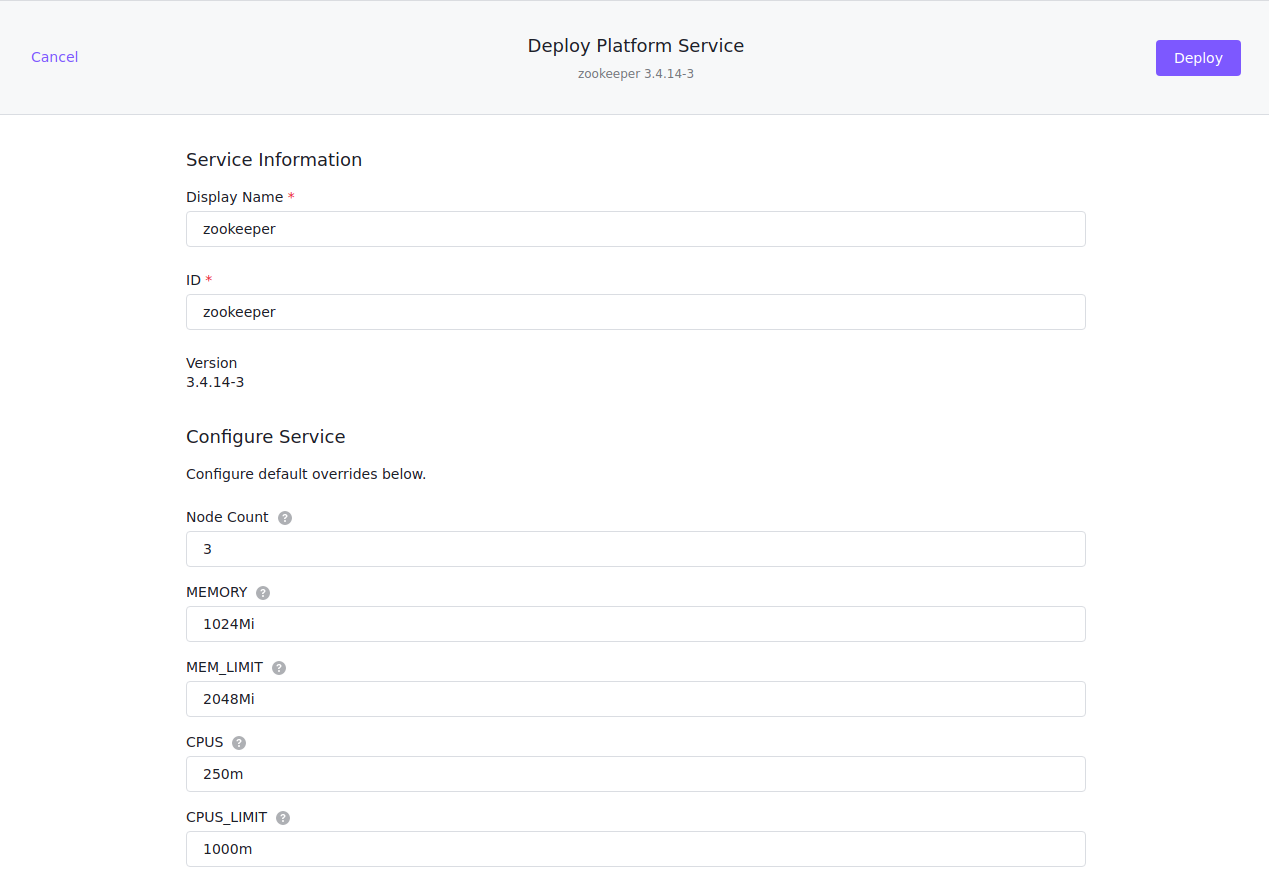 Cancel
Deploy Platform Service
zookeeper 3.4.14-3
Deploy
Service Information
Display Name *
zookeeper
ID *
zookeeper
Version
3.4.14-3
Configure Service
Configure default overrides below.
Node Count ?
3
MEMORY ?
1024Mi
MEM_LIMIT ?
2048Mi
CPUS ?
250m
CPUS_LIMIT ?
1000m